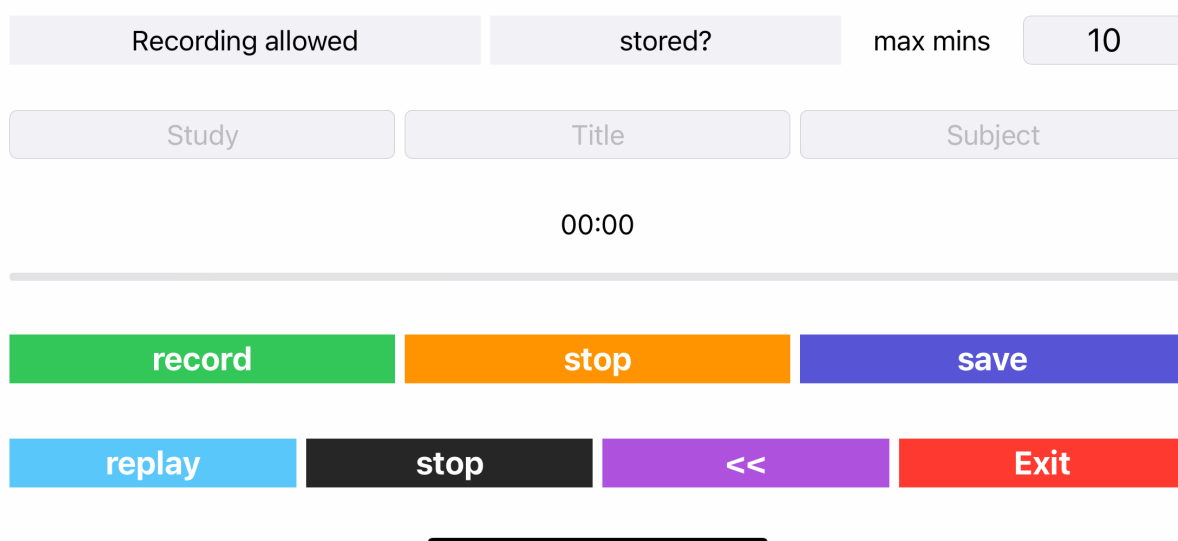 Recording allowed stored? max mins 10
Study Title Subject
00:00
record stop save
replay stop << Exit